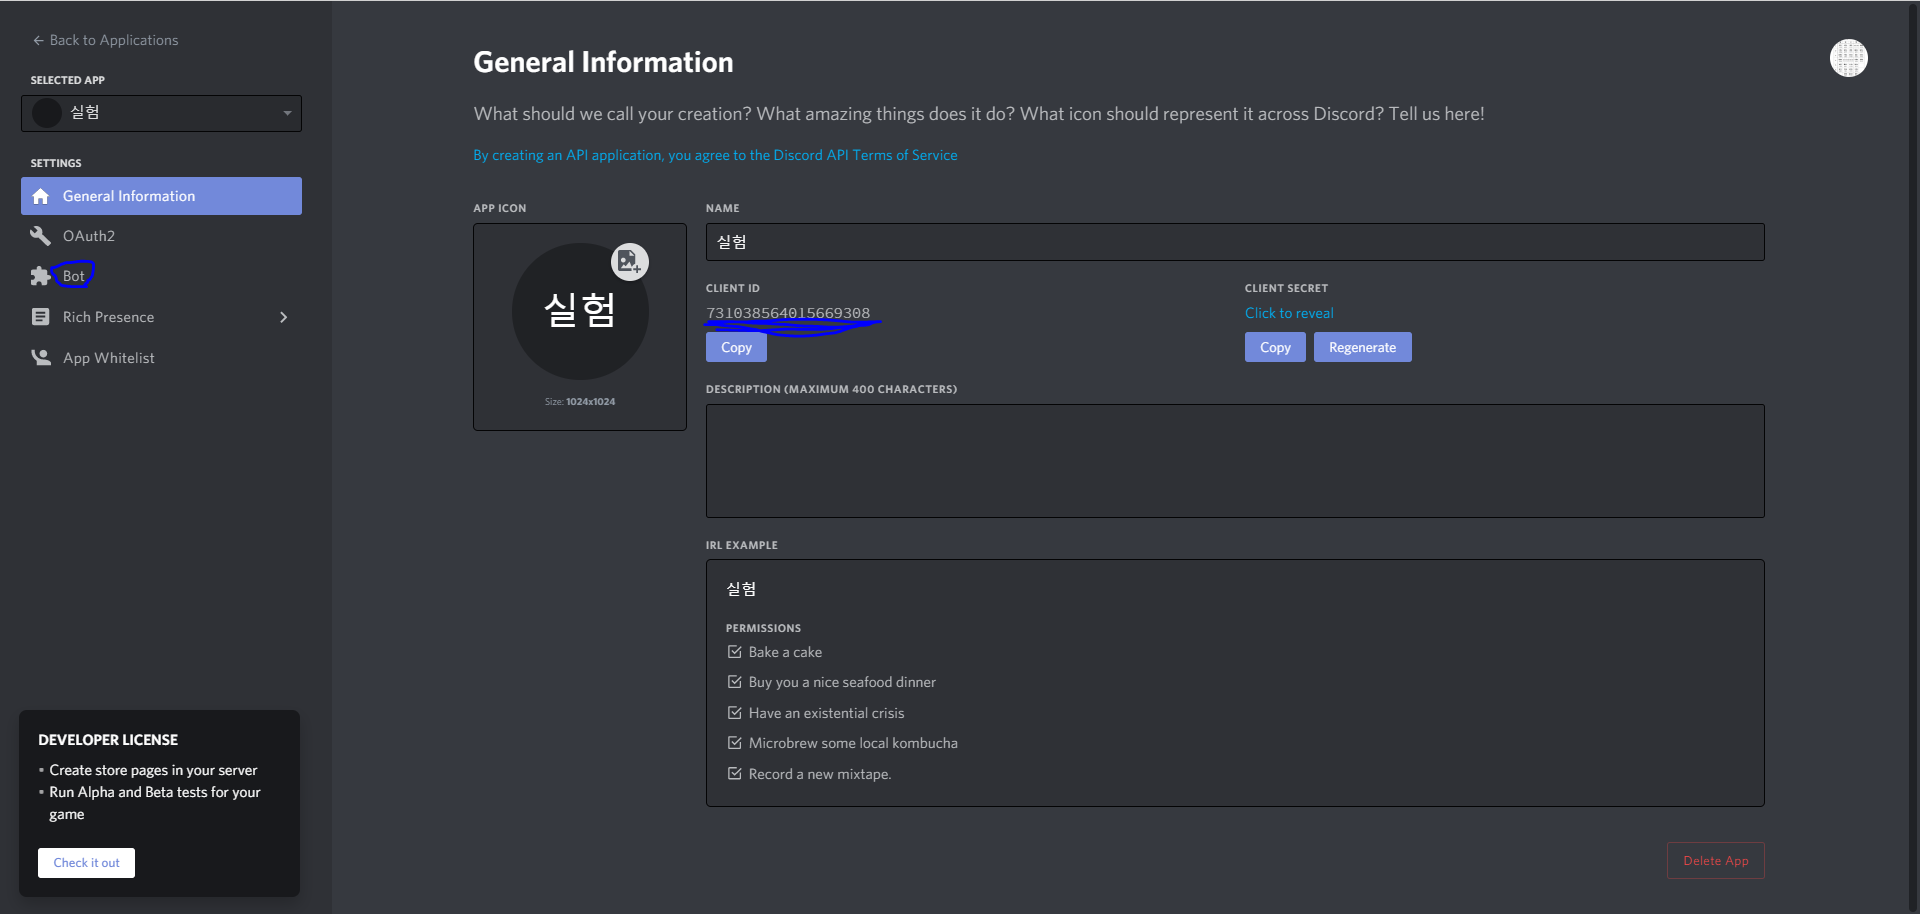 Back to Applications
SELECTED APP
실험
SETTINGS
General Information
OAuth2
Bot
Rich Presence
App Whitelist
DEVELOPER LICENSE
Create store pages in your server
Run Alpha and Beta tests for your
game
Check it out
General Information
What should we call your creation? What amazing things does it do? What icon should represent it across Discord? Tell us here!
By creating an API application, you agree to the Discord API Terms of Service
APP ICON
실험
Size: 1024x1024
NAME
실험
CLIENT ID
731038564015669308
Copy
CLIENT SECRET
Click to reveal
Copy Regenerate
DESCRIPTION (MAXIMUM 400 CHARACTERS)
IRL EXAMPLE
실험
PERMISSIONS
Bake a cake
Buy you a nice seafood dinner
Have an existential crisis
Microbrew some local kombucha
Record a new mixtape.
Delete App